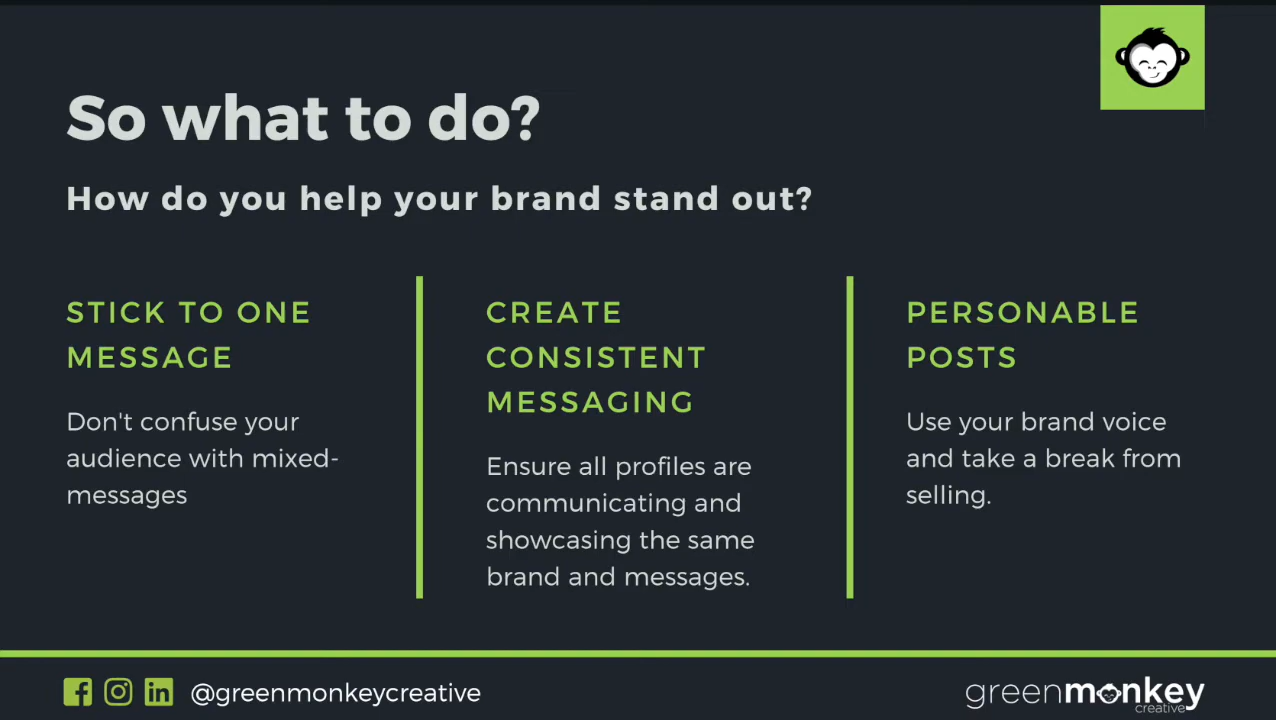 So what to do?
How do you help your brand stand out?
STICK TO ONE
MESSAGE
Don't confuse your
audience with mixed-
messages
CREATE
CONSISTENT
MESSAGING
Ensure all profiles are
communicating and
showcasing the same
brand and messages.
PERSONABLE
POSTS
Use your brand voice
and take a break from
selling.
@greenmonkeycreative
greenmonkey
creative